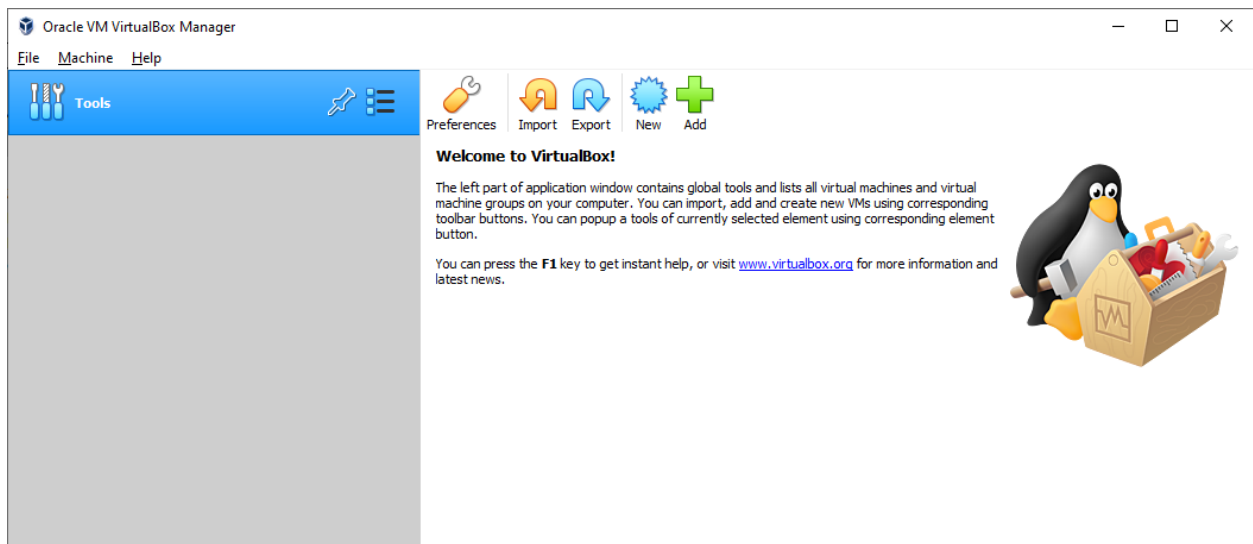 Oracle VM VirtualBox Manager
File Machine Help
Tools
Preferences Import Export New Add
Welcome to VirtualBox!
The left part of application window contains global tools and lists all virtual machines and virtual
machine groups on your computer. You can import, add and create new VMs using corresponding
toolbar buttons. You can popup a tools of currently selected element using corresponding element
button.
You can press the F1 key to get instant help, or visit www.virtualbox.org for more information and
latest news.